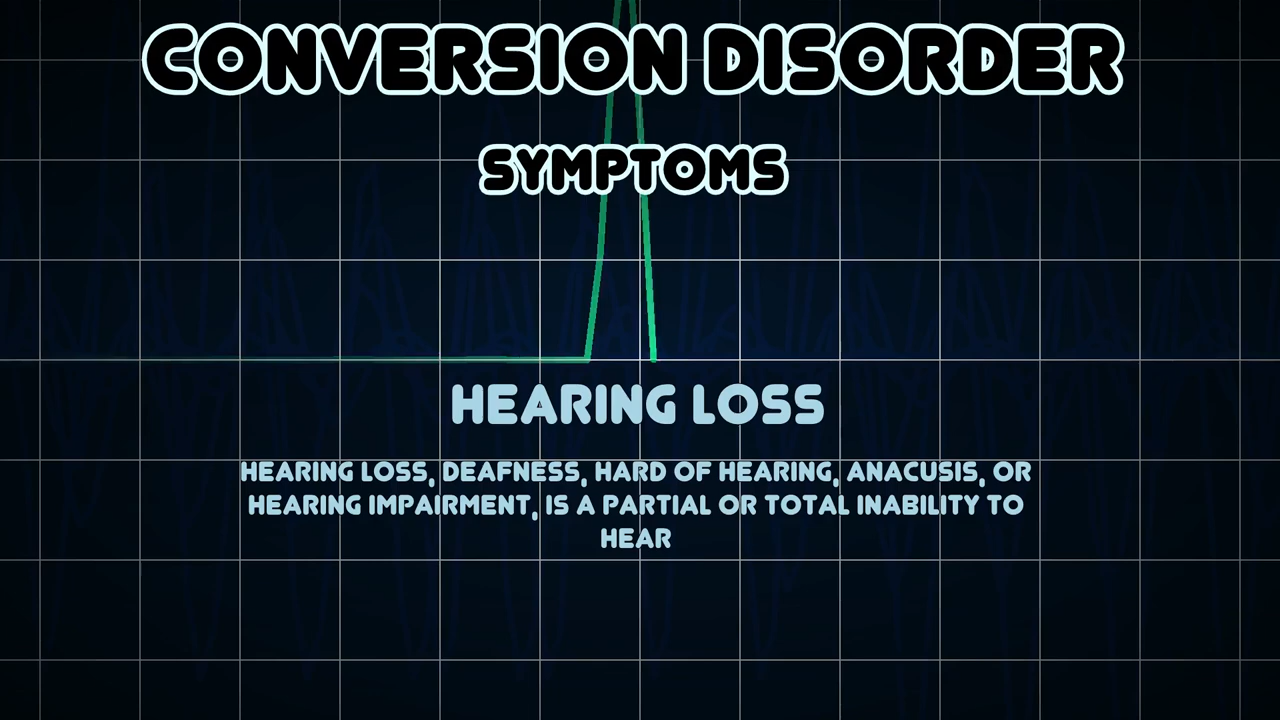 CONVERSION DISORDER
SYMPTOMS
HEARING LOSS
HEARING LOSS, DEAFNESS, HARD OF HEARING, ANACUSIS, OR
HEARING IMPAIRMENT, IS A PARTIAL OR TOTAL INABILITY TO
HEAR